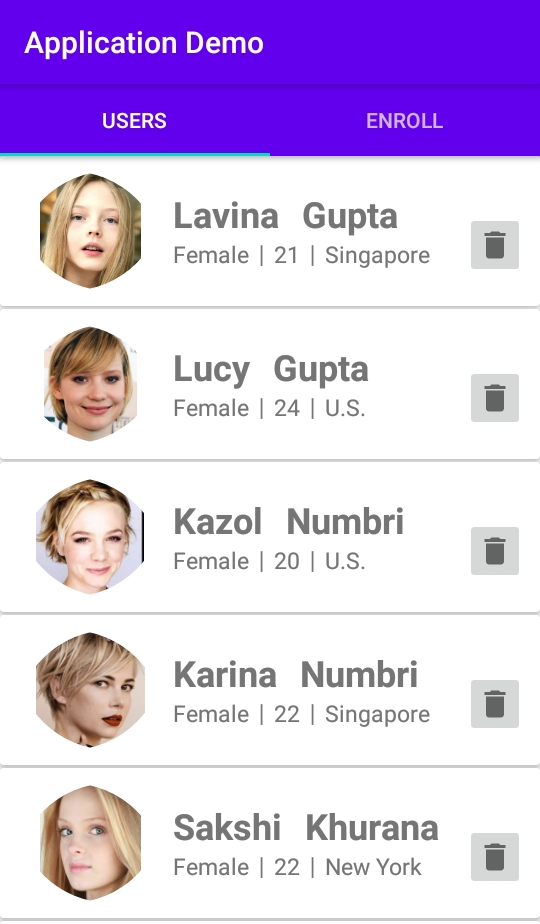 Application Demo
USERS ENROLL
Lavina Gupta
Female | 21 | Singapore
Lucy Gupta
Female | 24 | U.S.
Kazol Numbri
Female | 20 | U.S.
Karina Numbri
Female | 22 | Singapore
Sakshi Khurana
Female | 22 | New York